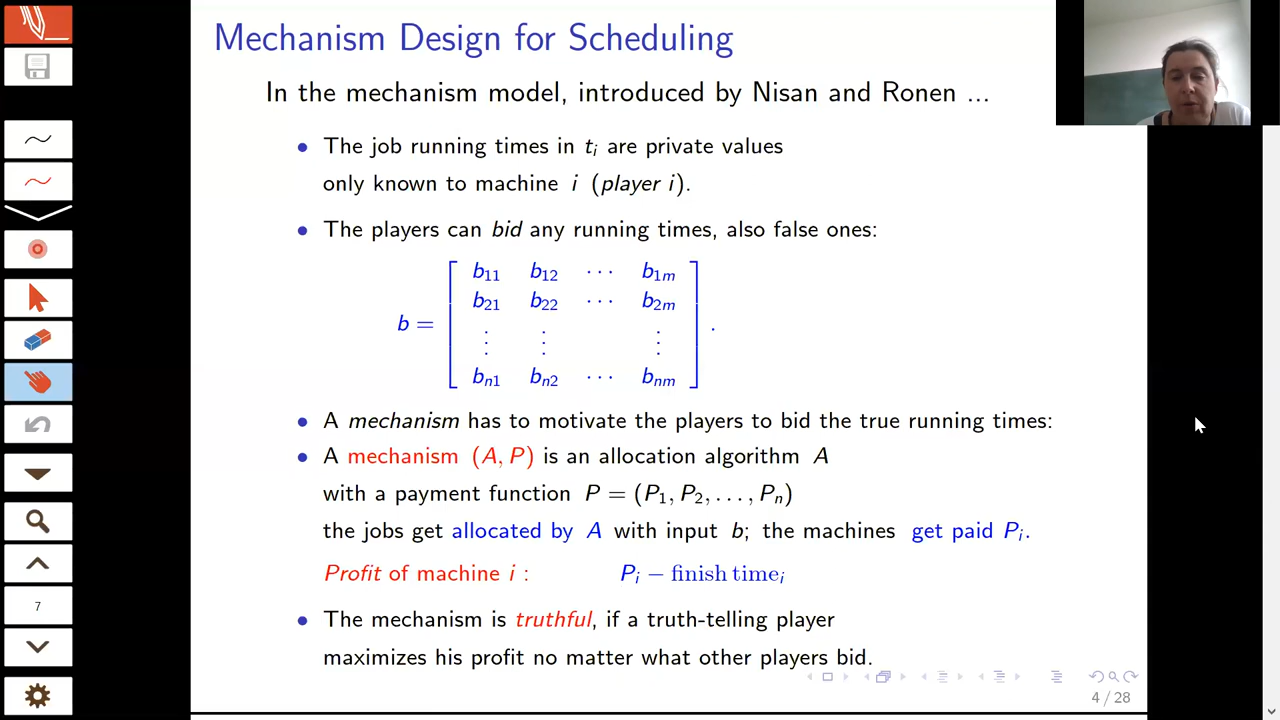 Mechanism Design for Scheduling
In the mechanism model, introduced by Nisan and Ronen ...
• The job running times in tᵢ are private values
only known to machine i (player i).
• The players can bid any running times, also false ones:
b₁₁ b₁₂ ⋯ b₁ₘ
b₂₁ b₂₂ ⋯ b₂ₘ
b = ⋮ ⋮ ⋮ .
bₙ₁ bₙ₂ ⋯ bₙₘ
• A mechanism has to motivate the players to bid the true running times:
• A mechanism (A, P) is an allocation algorithm A
with a payment function P = (P₁, P₂, . . . , Pₙ)
the jobs get allocated by A with input b; the machines get paid Pᵢ.
Profit of machine i : Pᵢ − finish timeᵢ
• The mechanism is truthful, if a truth-telling player
maximizes his profit no matter what other players bid.
4 / 28
7